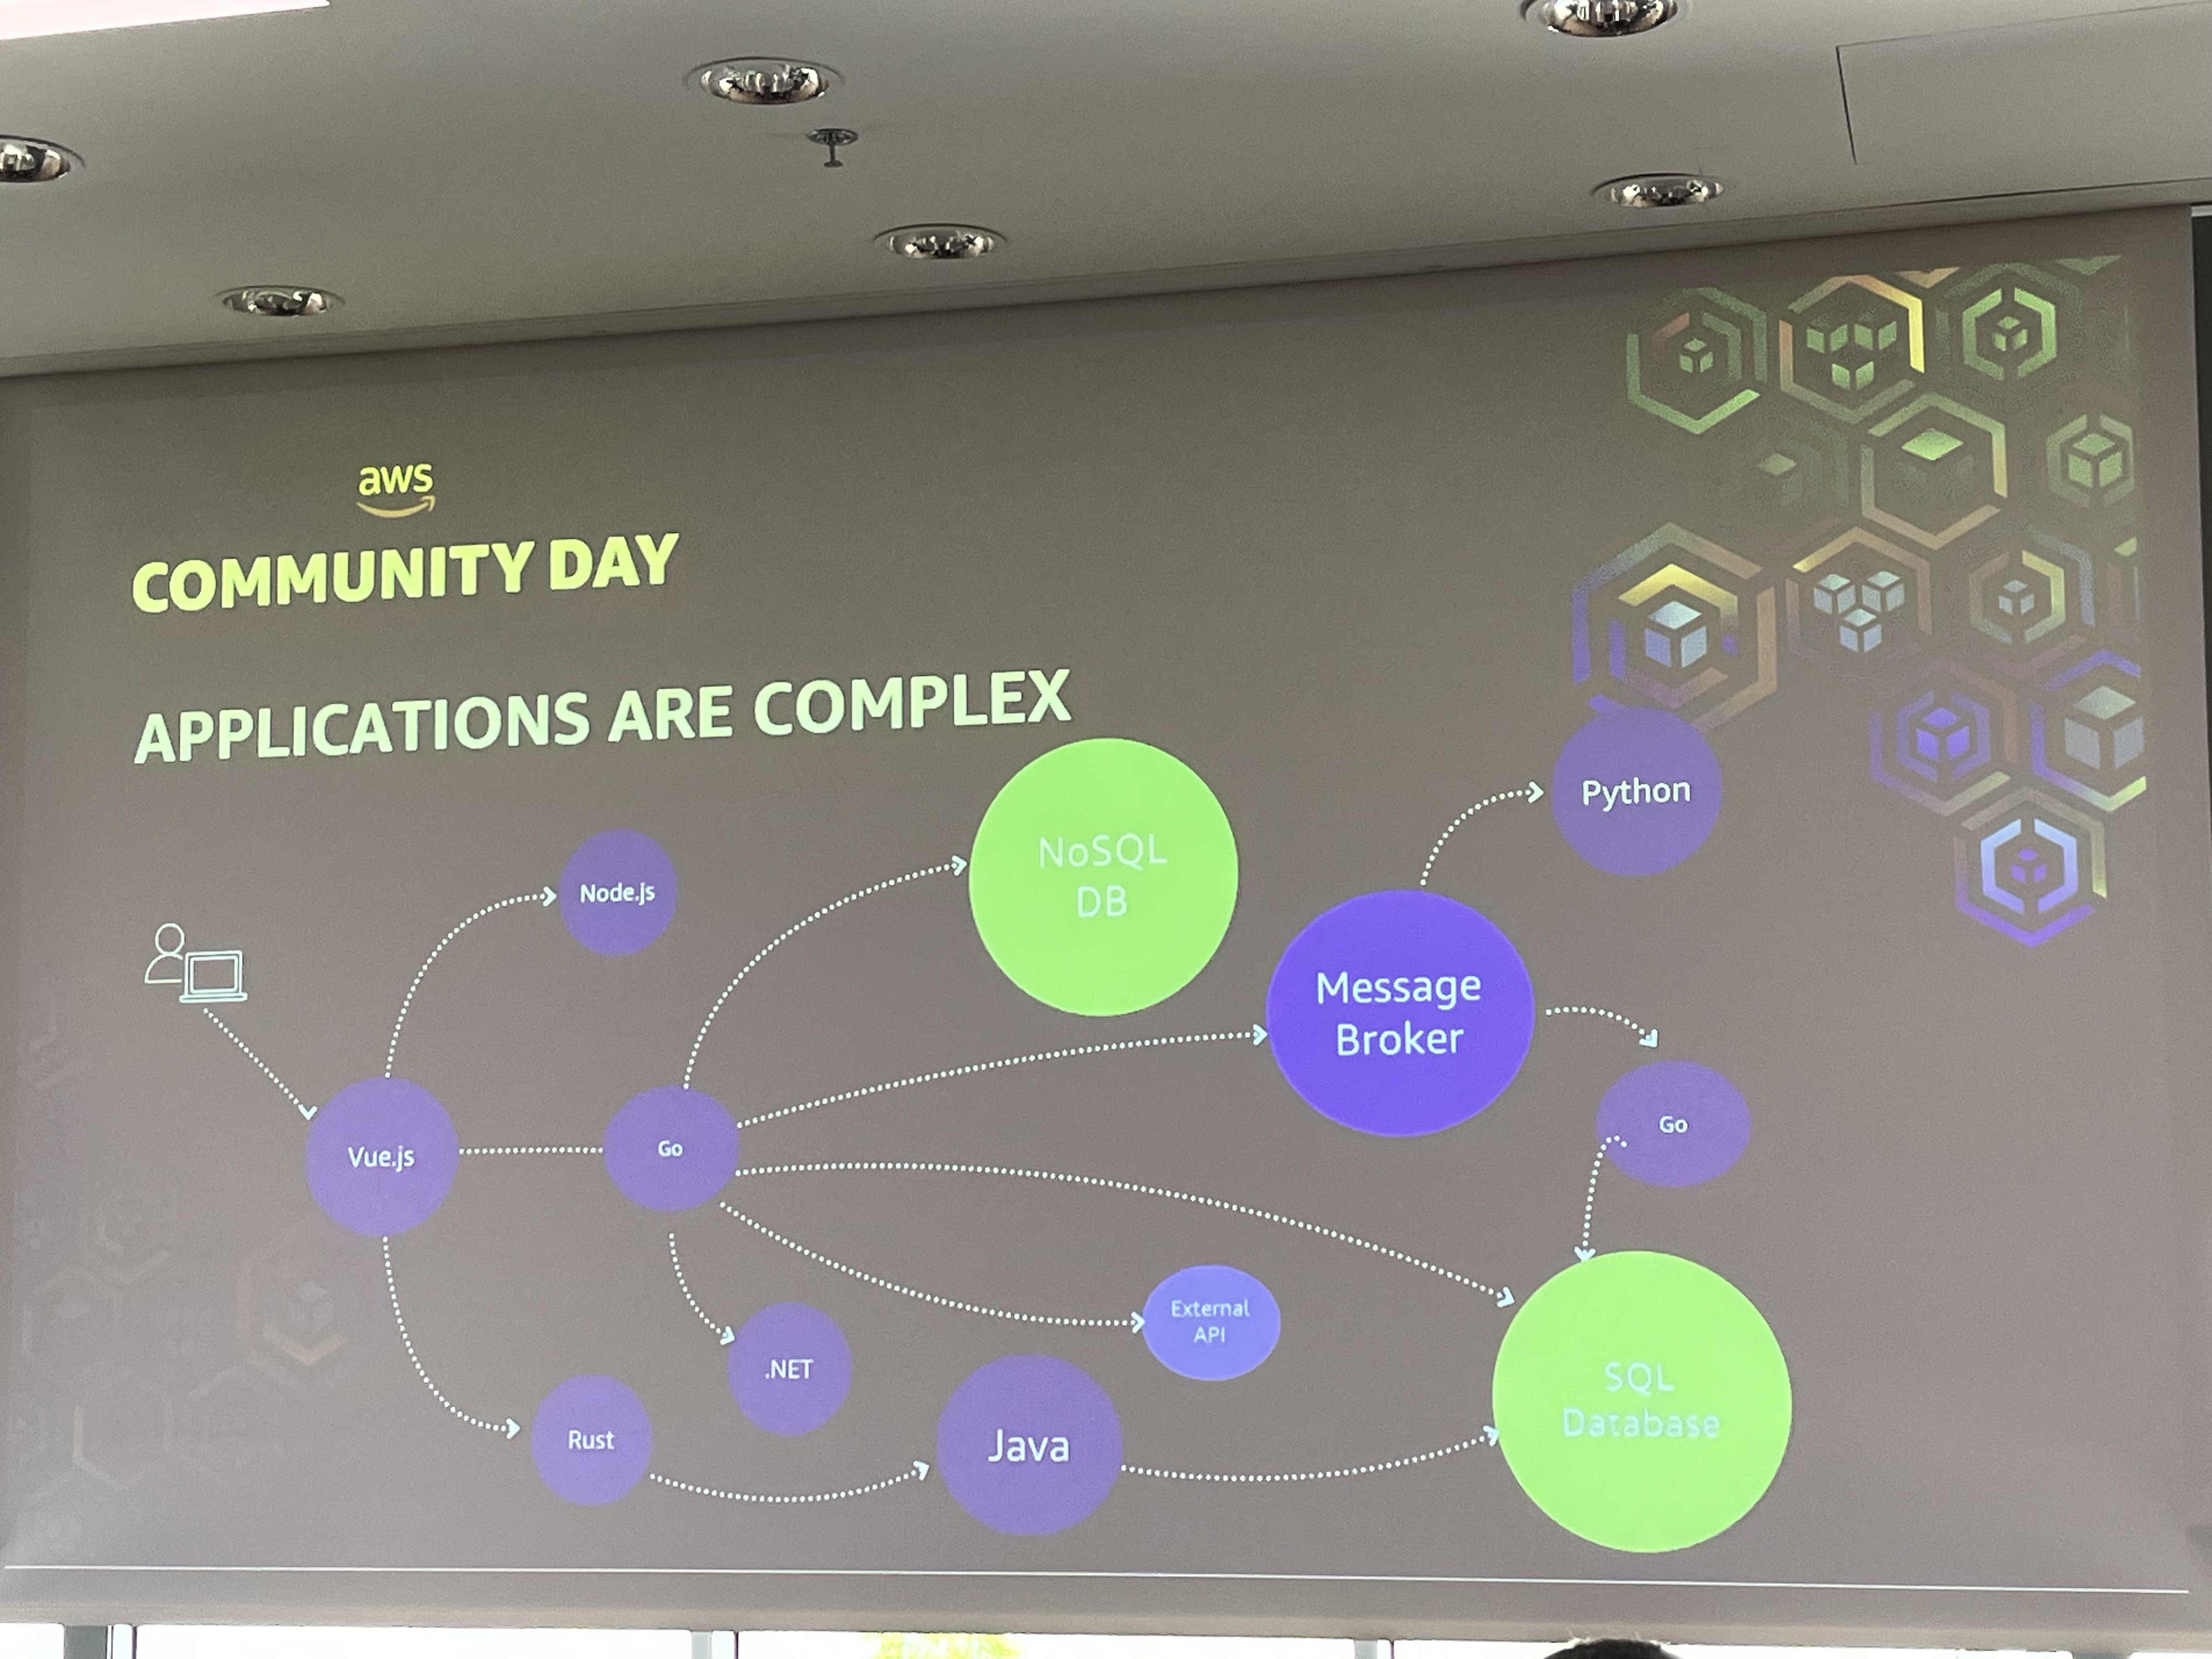 aws
COMMUNITY DAY
APPLICATIONS ARE COMPLEX
Node.js
NoSQL
DB
Python
Message
Broker
Vue.js
Go
Go
External
API
.NET
Rust
Java
SQL
Database